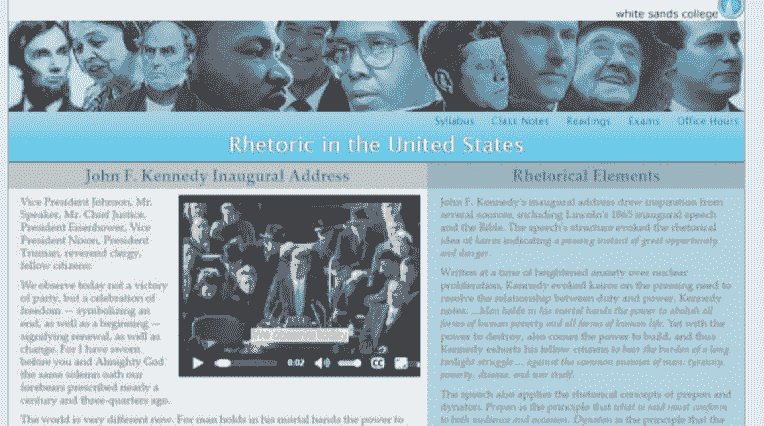 white sands college
Syllabus Class Notes Readings Exams Office Hours
Rhetoric in the United States
John F. Kennedy Inaugural Address
Vice President Johnson, Mr.
Speaker, Mr. Chief Justice,
President Eisenhower, Vice
President Nixon, President
Truman, reverend clergy,
fellow citizens:
We observe today not a victory
of party, but a celebration of
freedom — symbolizing an
end, as well as a beginning —
signifying renewal, as well as
change. For I have sworn
before you and Almighty God
the same solemn oath our
forebears prescribed nearly a
century and three-quarters ago.
The world is very different now. For man holds in his mortal hands the power to
0:02
CC
Rhetorical Elements
John F. Kennedy's inaugural address drew inspiration from
several sources, including Lincoln's 1865 inaugural speech
and the Bible. The speech's structure evoked the rhetorical
idea of kairos indicating a passing instant of great opportunity
and danger.
Written at a time of heightened anxiety over nuclear
proliferation, Kennedy evoked kairos on the pressing need to
resolve the relationship between duty and power. Kennedy
notes: ...Man holds in his mortal hands the power to abolish all
forms of human poverty and all forms of human life. Yet with the
power to destroy, also comes the power to build, and thus
Kennedy exhorts his fellow citizens to bear the burden of a long
twilight struggle ... against the common enemies of man: tyranny,
poverty, disease, and war itself.
The speech also applies the rhetorical concepts of prepon and
dynaton. Prepon is the principle that what is said must conform
to both audience and occasion. Dynaton is the principle that the